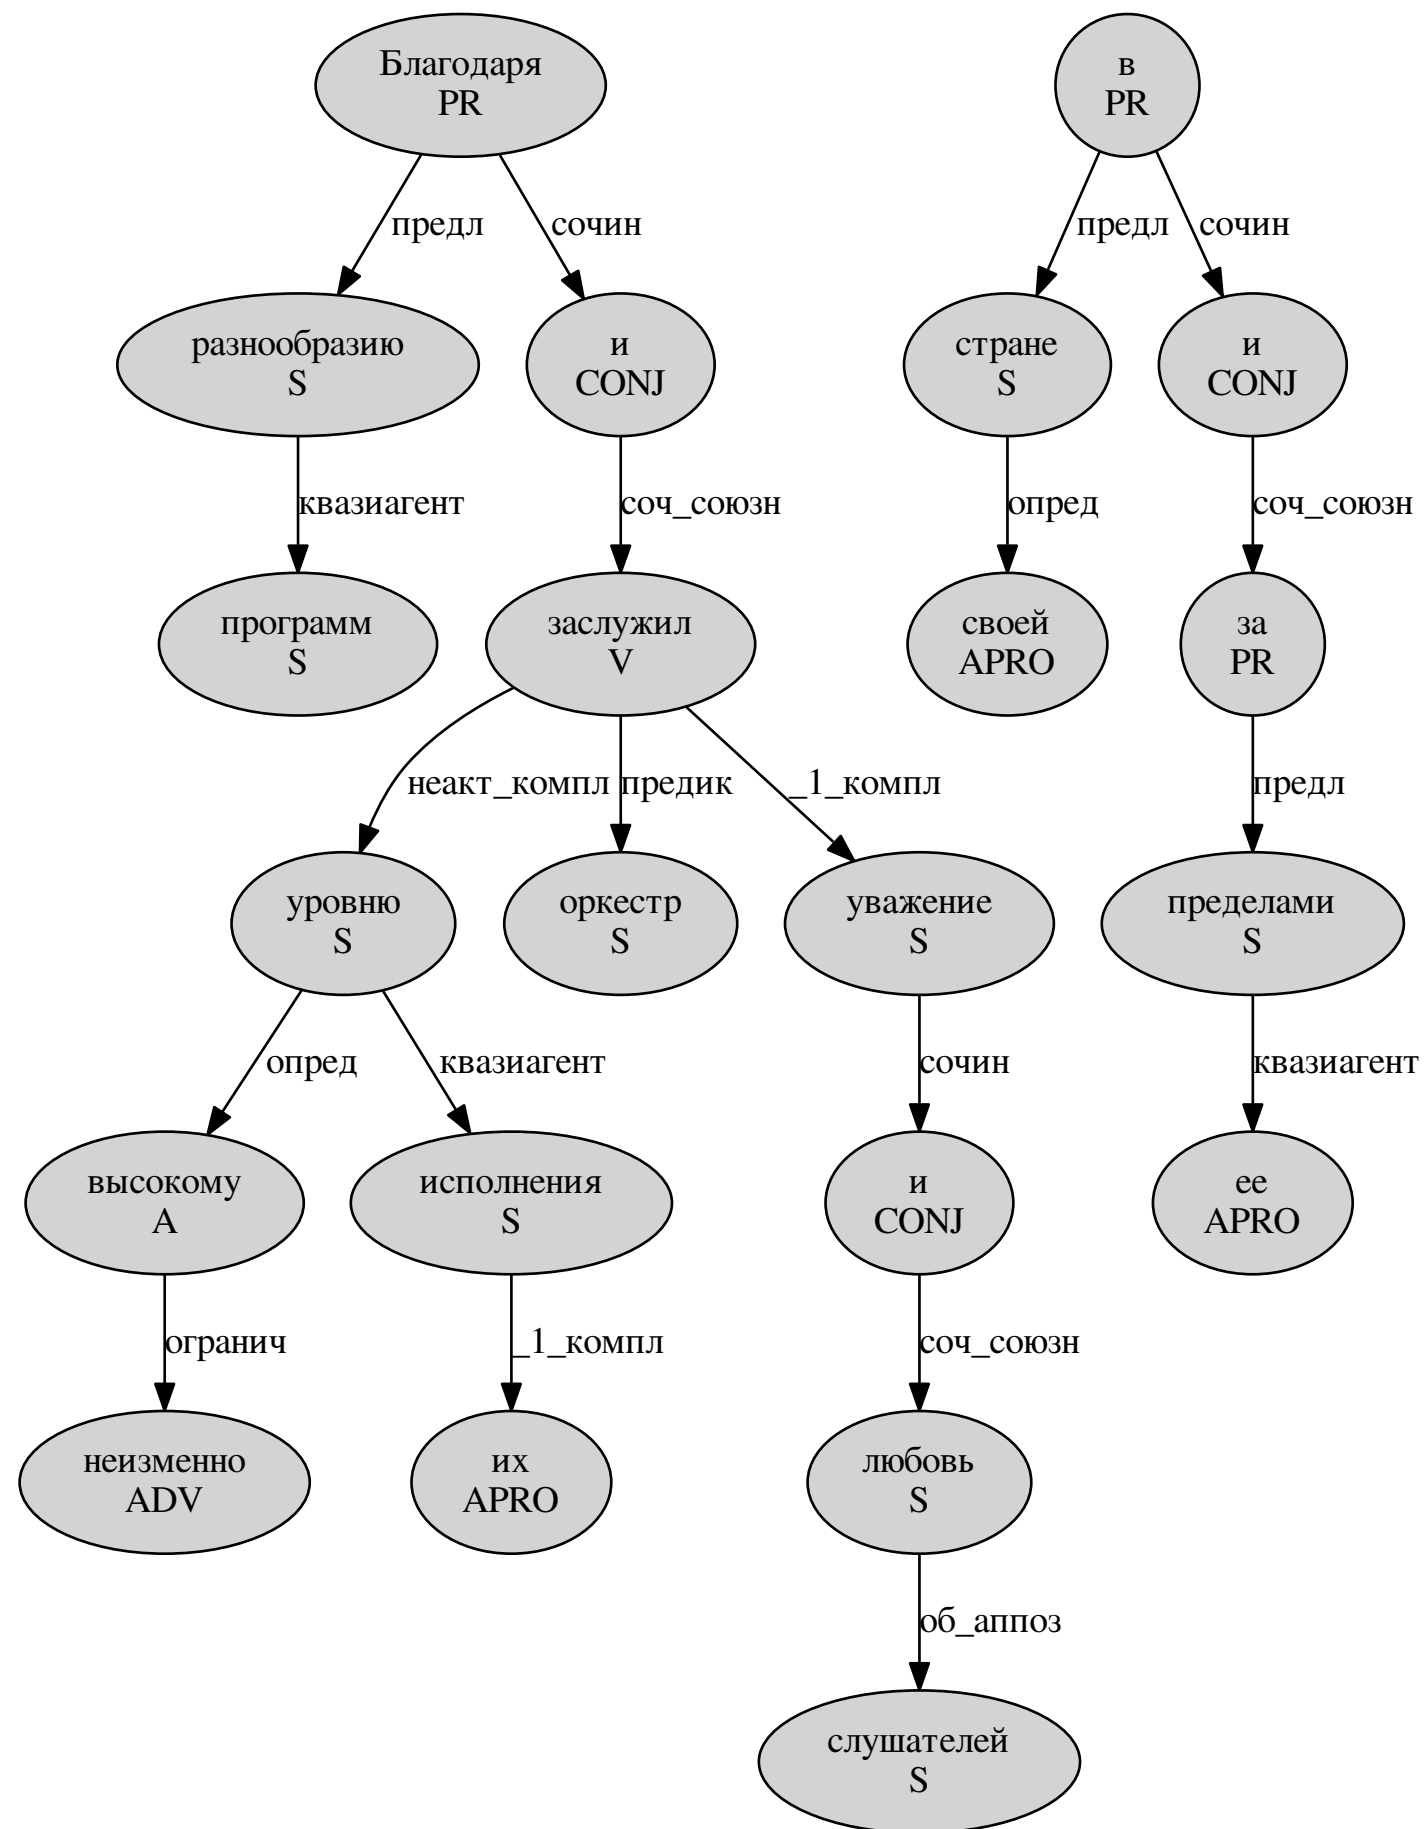 Благодаря
PR
в
PR
предл
сочин
предл
сочин
разнообразию
S
и
CONJ
стране
S
и
CONJ
квазиагент
соч_союзн
опред
соч_союзн
программ
S
заслужил
V
своей
APRO
за
PR
неакт_компл
предик
_1_компл
предл
уровню
S
оркестр
S
уважение
S
пределами
S
опред
квазиагент
сочин
квазиагент
высокому
A
исполнения
S
и
CONJ
ее
APRO
огранич
_1_компл
соч_союзн
неизменно
ADV
их
APRO
любовь
S
об_аппоз
слушателей
S